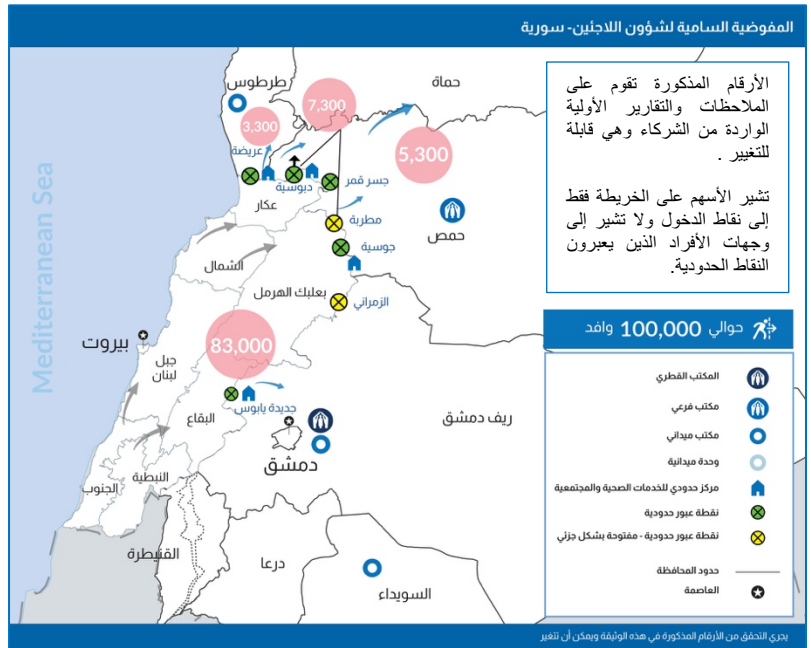 المفوضية السامية لشؤون اللاجئين- سورية
الأرقام المذكورة تقوم على
الملاحظات والتقارير الأولية
الواردة من الشركاء وهي قابلة
للتغيير .
تشير الأسهم على الخريطة فقط
إلى نقاط الدخول ولا تشير إلى
وجهات الأفراد الذين يعبرون
النقاط الحدودية.
حماة
طرطوس
7,300
3,300
5,300
عريضة
دبوسية
جسر قمر
عكار
مطربة
حمص
جوسية
الشمال
بعلبك الهرمل
الزمراني
Mediterranean Sea
بيروت
83,000
جبل
لبنان
جديدة يابوس
البقاع
ريف دمشق
دمشق
النبطية
الجنوب
القنيطرة
درعا
السويداء
حوالي 100,000 وافد
المكتب القطري
مكتب فرعي
مكتب ميداني
وحدة ميدانية
مركز حدودي للخدمات الصحية والمجتمعية
نقطة عبور حدودية
نقطة عبور حدودية - مفتوحة بشكل جزئي
حدود المحافظة
العاصمة
يجري التحقق من الأرقام المذكورة في هذه الوثيقة ويمكن أن تتغير